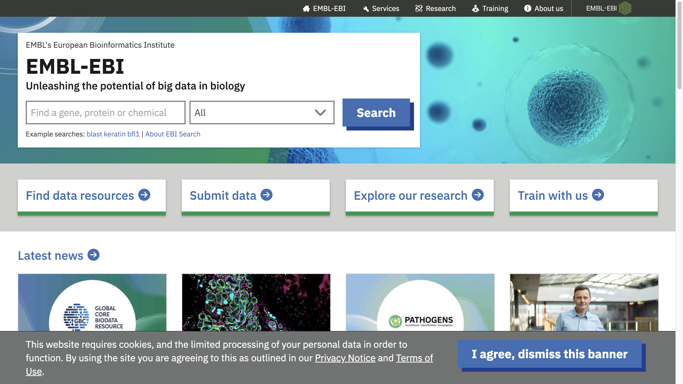 EMBL-EBI
Services
Research
Training
About us
EMBL-EBI
EMBL's European Bioinformatics Institute
EMBL-EBI
Unleashing the potential of big data in biology
Find a gene, protein or chemical
All
Search
Example searches: blast keratin bfl1 | About EBI Search
Find data resources
Submit data
Explore our research
Train with us
Latest news
GLOBAL
CORE
BIODATA
RESOURCE
GBC
PATHOGENS
This website requires cookies, and the limited processing of your personal data in order to
function. By using the site you are agreeing to this as outlined in our Privacy Notice and Terms of
Use.
I agree, dismiss this banner